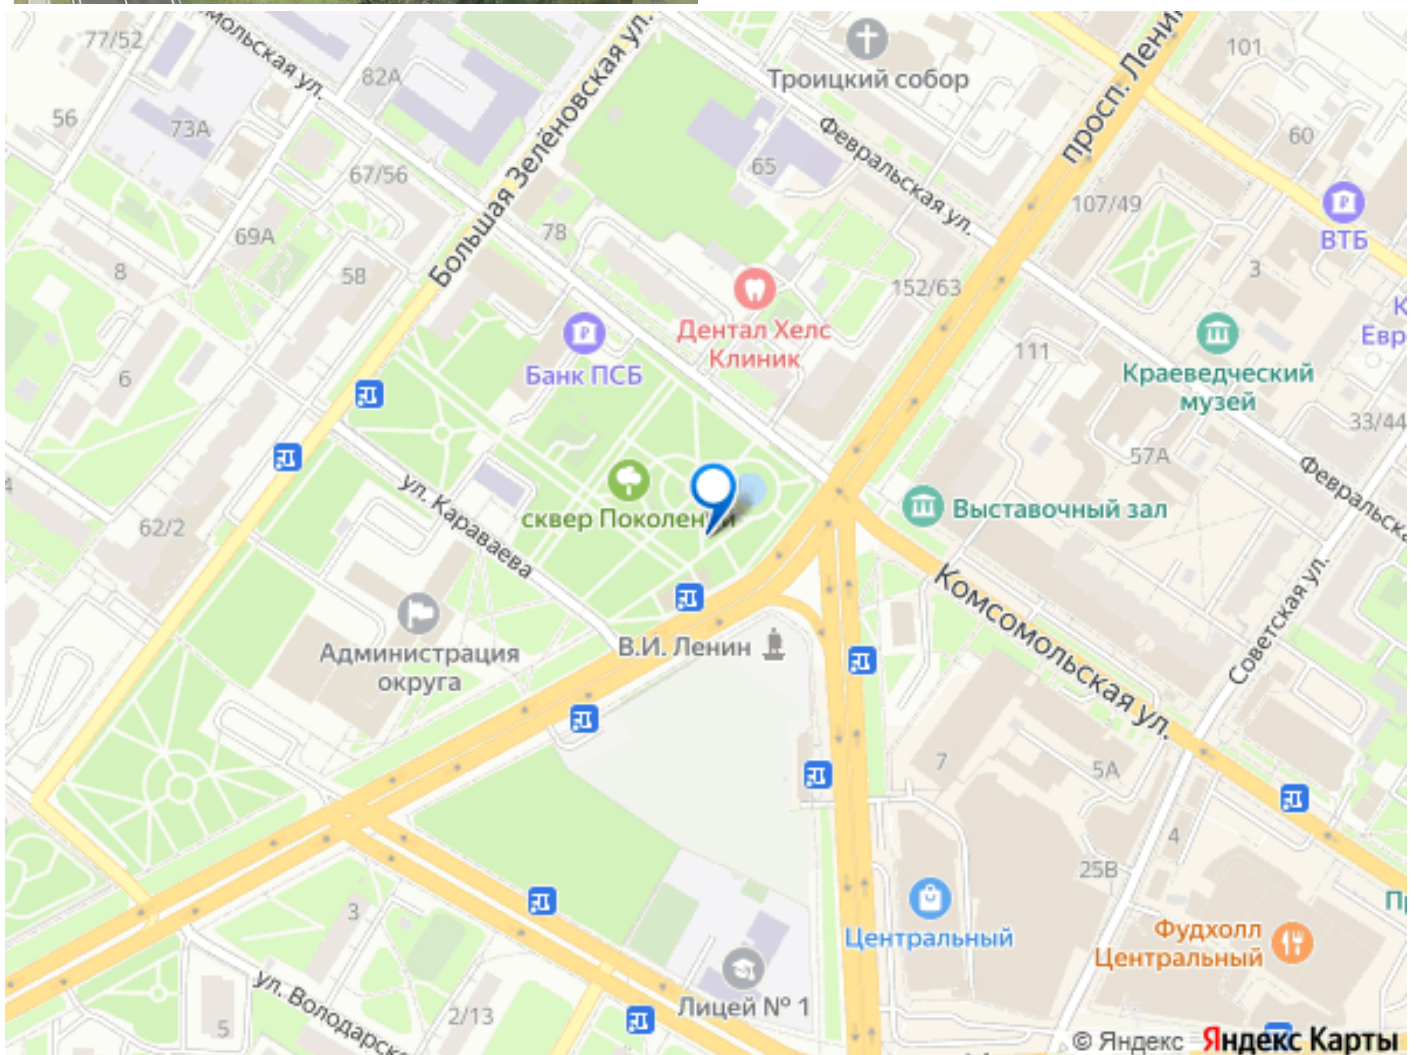 77/52
мольская ул.
82А
56
73А
67/56
Большая Зелёновская ул.
Троицкий собор
просп. Лени
101
60
Февральская ул.
65
107/49
ВТБ
69А
78
8
58
3
152/63
Дентал Хелс
Клиник
Банк ПСБ
111
Краеведческий
музей
К
Евр
6
33/44
57А
Февральска
ул. Караваева
сквер Поколений
Выставочный зал
62/2
Комсомольская ул.
Советская ул.
В.И. Ленин
Администрация
округа
7
5А
4
25В
Центральный
Фудхолл
Центральный
3
Лицей № 1
ул. Володарс
2/13
5
© Яндекс Яндекс Карты